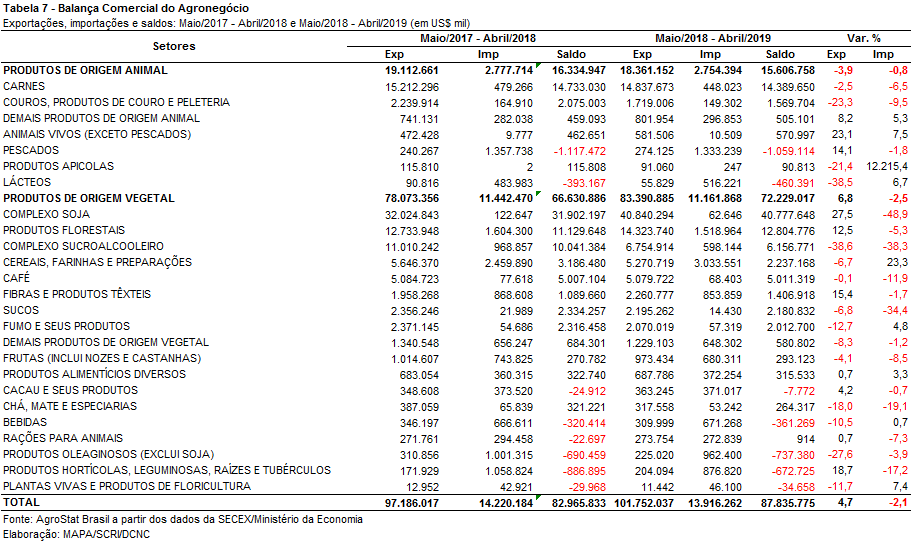 Tabela 7 - Balança Comercial do Agronegócio
Exportações, importações e saldos: Maio/2017 - Abril/2018 e Maio/2018 - Abril/2019 (em US$ mil)
Setores Maio/2017 - Abril/2018 Maio/2018 - Abril/2019 Var. %
Exp Imp Saldo Exp Imp Saldo Exp Imp
PRODUTOS DE ORIGEM ANIMAL 19.112.661 2.777.714 16.334.947 18.361.152 2.754.394 15.606.758 -3,9 -0,8
CARNES 15.212.296 479.266 14.733.030 14.837.673 448.023 14.389.650 -2,5 -6,5
COUROS, PRODUTOS DE COURO E PELETERIA 2.239.914 164.910 2.075.003 1.719.006 149.302 1.569.704 -23,3 -9,5
DEMAIS PRODUTOS DE ORIGEM ANIMAL 741.131 282.038 459.093 801.954 296.853 505.101 8,2 5,3
ANIMAIS VIVOS (EXCETO PESCADOS) 472.428 9.777 462.651 581.506 10.509 570.997 23,1 7,5
PESCADOS 240.267 1.357.738 -1.117.472 274.125 1.333.239 -1.059.114 14,1 -1,8
PRODUTOS APICOLAS 115.810 2 115.808 91.060 247 90.813 -21,4 12.215,4
LÁCTEOS 90.816 483.983 -393.167 55.829 516.221 -460.391 -38,5 6,7
PRODUTOS DE ORIGEM VEGETAL 78.073.356 11.442.470 66.630.886 83.390.885 11.161.868 72.229.017 6,8 -2,5
COMPLEXO SOJA 32.024.843 122.647 31.902.197 40.840.294 62.646 40.777.648 27,5 -48,9
PRODUTOS FLORESTAIS 12.733.948 1.604.300 11.129.648 14.323.740 1.518.964 12.804.776 12,5 -5,3
COMPLEXO SUCROALCOOLEIRO 11.010.242 968.857 10.041.384 6.754.914 598.144 6.156.771 -38,6 -38,3
CEREAIS, FARINHAS E PREPARAÇÕES 5.646.370 2.459.890 3.186.480 5.270.719 3.033.551 2.237.168 -6,7 23,3
CAFÉ 5.084.723 77.618 5.007.104 5.079.722 68.403 5.011.319 -0,1 -11,9
FIBRAS E PRODUTOS TÊXTEIS 1.958.268 868.608 1.089.660 2.260.777 853.859 1.406.918 15,4 -1,7
SUCOS 2.356.246 21.989 2.334.257 2.195.262 14.430 2.180.832 -6,8 -34,4
FUMO E SEUS PRODUTOS 2.371.145 54.686 2.316.458 2.070.019 57.319 2.012.700 -12,7 4,8
DEMAIS PRODUTOS DE ORIGEM VEGETAL 1.340.548 656.247 684.301 1.229.103 648.302 580.802 -8,3 -1,2
FRUTAS (INCLUI NOZES E CASTANHAS) 1.014.607 743.825 270.782 973.434 680.311 293.123 -4,1 -8,5
PRODUTOS ALIMENTÍCIOS DIVERSOS 683.054 360.315 322.740 687.786 372.254 315.533 0,7 3,3
CACAU E SEUS PRODUTOS 348.608 373.520 -24.912 363.245 371.017 -7.772 4,2 -0,7
CHÁ, MATE E ESPECIARIAS 387.059 65.839 321.221 317.558 53.242 264.317 -18,0 -19,1
BEBIDAS 346.197 666.611 -320.414 309.999 671.268 -361.269 -10,5 0,7
RAÇÕES PARA ANIMAIS 271.761 294.458 -22.697 273.754 272.839 914 0,7 -7,3
PRODUTOS OLEAGINOSOS (EXCLUI SOJA) 310.856 1.001.315 -690.459 225.020 962.400 -737.380 -27,6 -3,9
PRODUTOS HORTÍCOLAS, LEGUMINOSAS, RAÍZES E TUBÉRCULOS 171.929 1.058.824 -886.895 204.094 876.820 -672.725 18,7 -17,2
PLANTAS VIVAS E PRODUTOS DE FLORICULTURA 12.952 42.921 -29.968 11.442 46.100 -34.658 -11,7 7,4
TOTAL 97.186.017 14.220.184 82.965.833 101.752.037 13.916.262 87.835.775 4,7 -2,1
Fonte: AgroStat Brasil a partir dos dados da SECEX/Ministério da Economia
Elaboração: MAPA/SCRI/DCNC